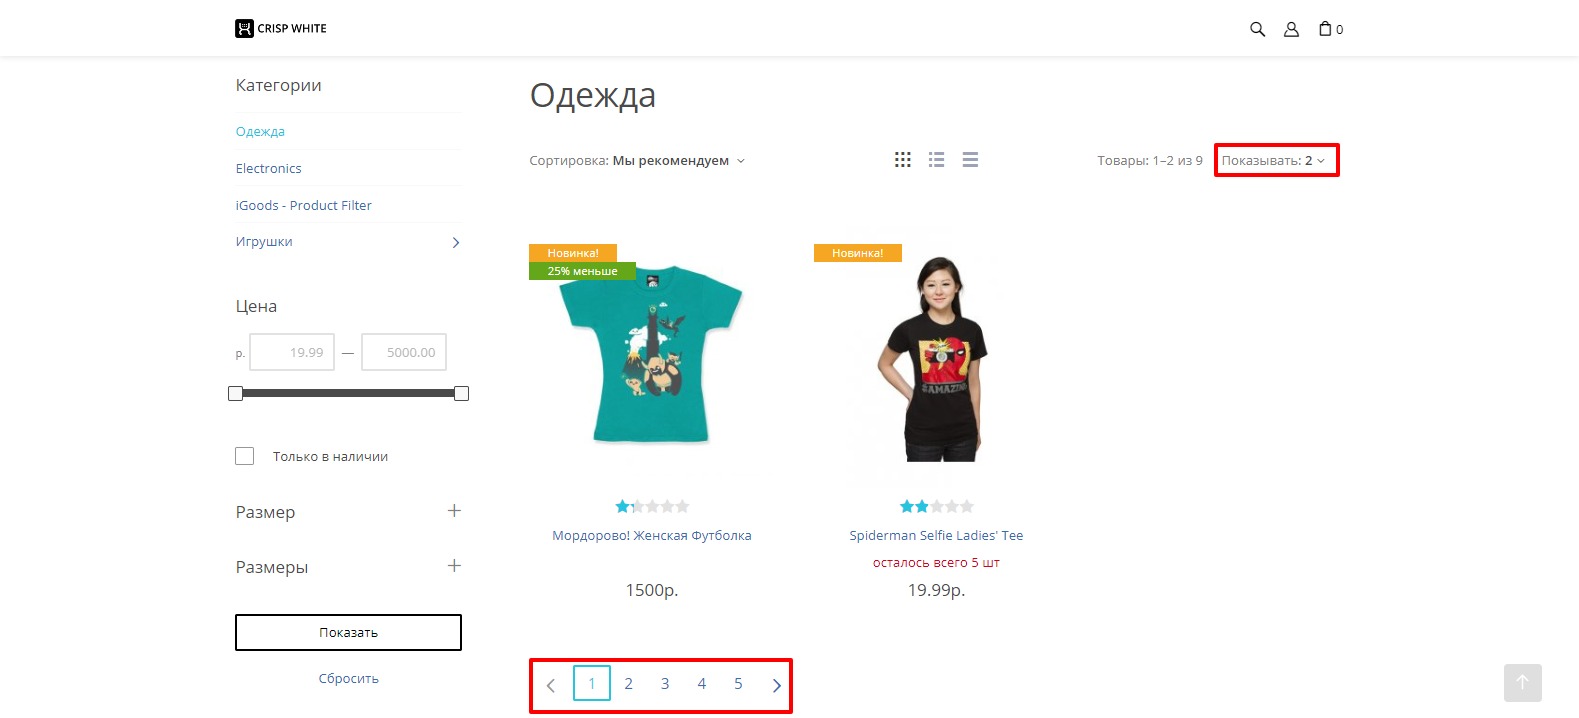 CRISP WHITE
0
Категории
Одежда
Electronics
iGoods - Product Filter
Игрушки
Цена
р. 19.99 — 5000.00
Только в наличии
Размер
Размеры
Показать
Сбросить
Одежда
Сортировка: Мы рекомендуем
Товары: 1–2 из 9
Показывать: 2
Новинка!
25% меньше
Мордорово! Женская Футболка
1500р.
Новинка!
#AMAZING
Spiderman Selfie Ladies' Tee
осталось всего 5 шт
19.99р.
1 2 3 4 5